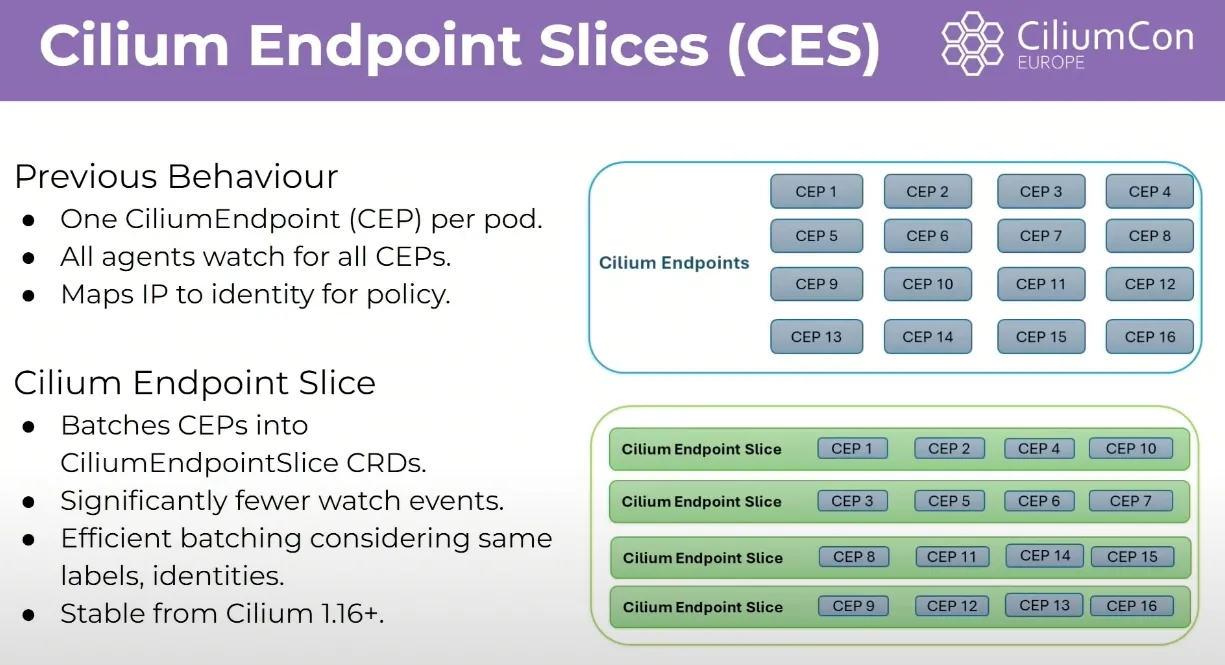 Cilium Endpoint Slices (CES)
CiliumCon
EUROPE
Previous Behaviour
● One CiliumEndpoint (CEP) per pod.
● All agents watch for all CEPs.
● Maps IP to identity for policy.
Cilium Endpoint Slice
● Batches CEPs into
CiliumEndpointSlice CRDs.
● Significantly fewer watch events.
● Efficient batching considering same
labels, identities.
● Stable from Cilium 1.16+.
Cilium Endpoints
CEP 1 CEP 2 CEP 3 CEP 4
CEP 5 CEP 6 CEP 7 CEP 8
CEP 9 CEP 10 CEP 11 CEP 12
CEP 13 CEP 14 CEP 15 CEP 16
Cilium Endpoint Slice CEP 1 CEP 2 CEP 4 CEP 10
Cilium Endpoint Slice CEP 3 CEP 5 CEP 6 CEP 7
Cilium Endpoint Slice CEP 8 CEP 11 CEP 14 CEP 15
Cilium Endpoint Slice CEP 9 CEP 12 CEP 13 CEP 16